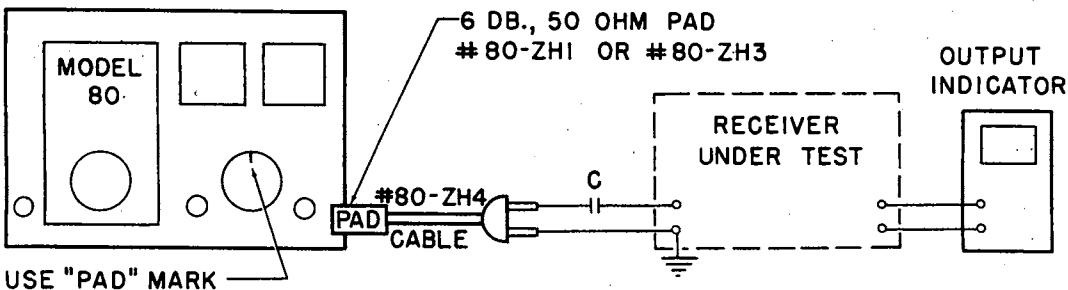 6 DB., 50 OHM PAD
#80-ZH1 OR #80-ZH3
MODEL
80
OUTPUT
INDICATOR
RECEIVER
UNDER TEST
C
#80-ZH4
PAD
CABLE
USE "PAD" MARK